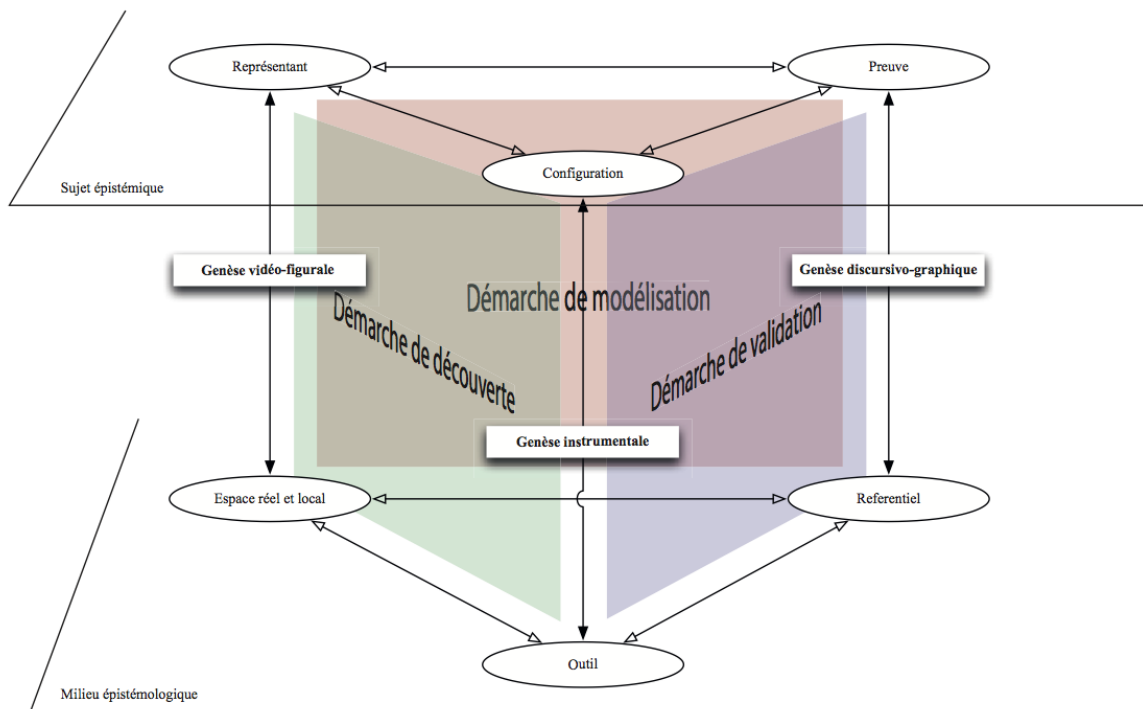 Représentant
Preuve
Configuration
Sujet épistémique
Genèse vidéo-figurale
Genèse discursivo-graphique
Démarche de modélisation
Démarche de découverte
Démarche de validation
Genèse instrumentale
Espace réel et local
Referentiel
Outil
Milieu épistémologique